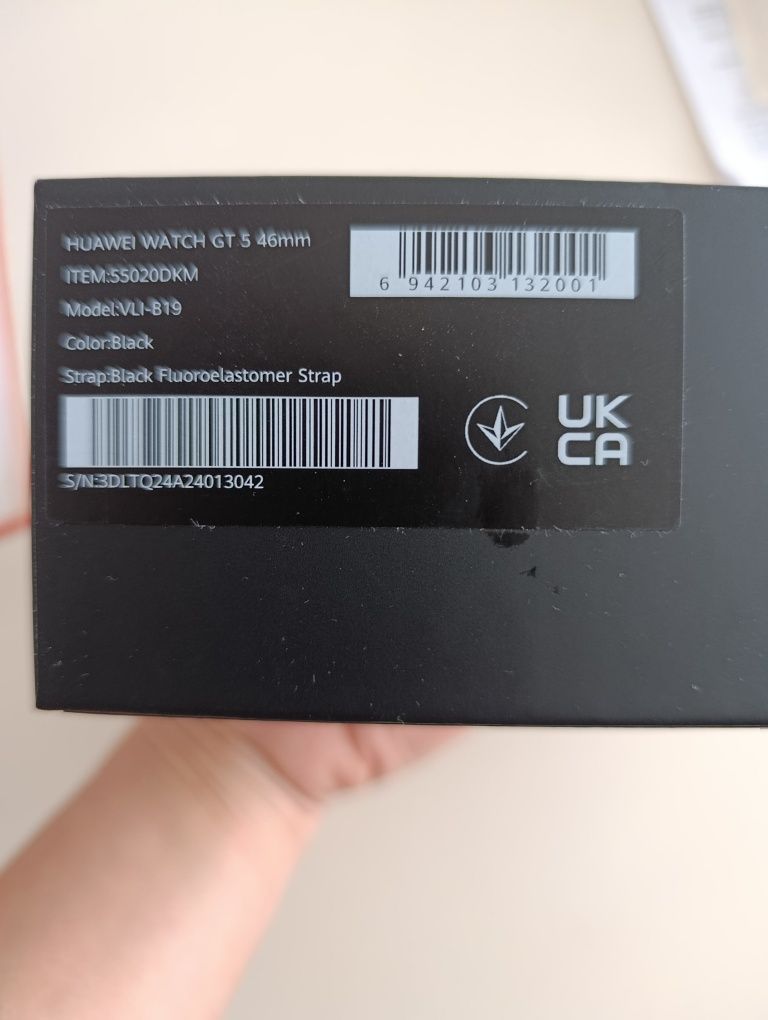 HUAWEI WATCH GT 5 46mm
ITEM:55020DKM
Model:VLI-B19
Color:Black
Strap:Black Fluoroelastomer Strap
S/N:3DLTQ24A24013042
6 942103 132001
UK
CA